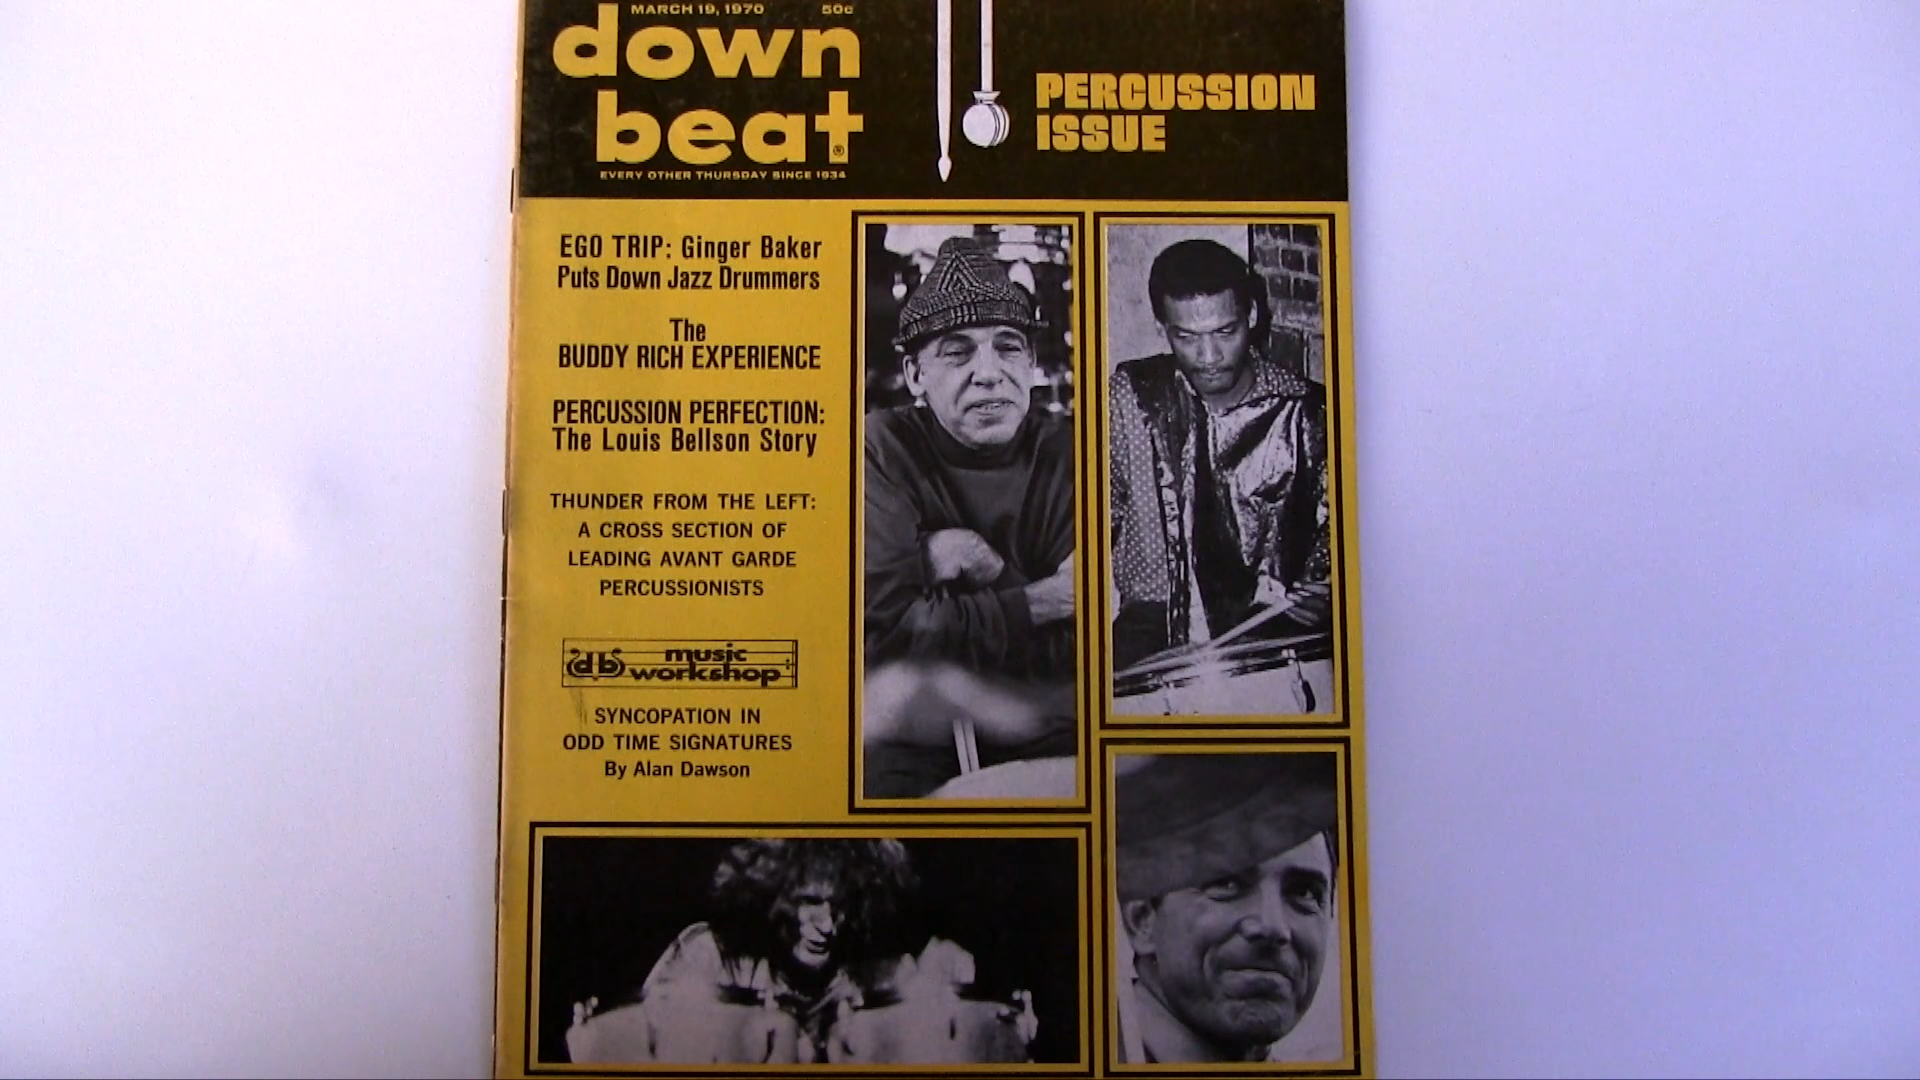 MARCH 19, 1970 50c
down
beat
EVERY OTHER THURSDAY SINCE 1934
PERCUSSION
ISSUE
EGO TRIP: Ginger Baker
Puts Down Jazz Drummers
The
BUDDY RICH EXPERIENCE
PERCUSSION PERFECTION:
The Louis Bellson Story
THUNDER FROM THE LEFT:
A CROSS SECTION OF
LEADING AVANT GARDE
PERCUSSIONISTS
db music
workshop
SYNCOPATION IN
ODD TIME SIGNATURES
By Alan Dawson